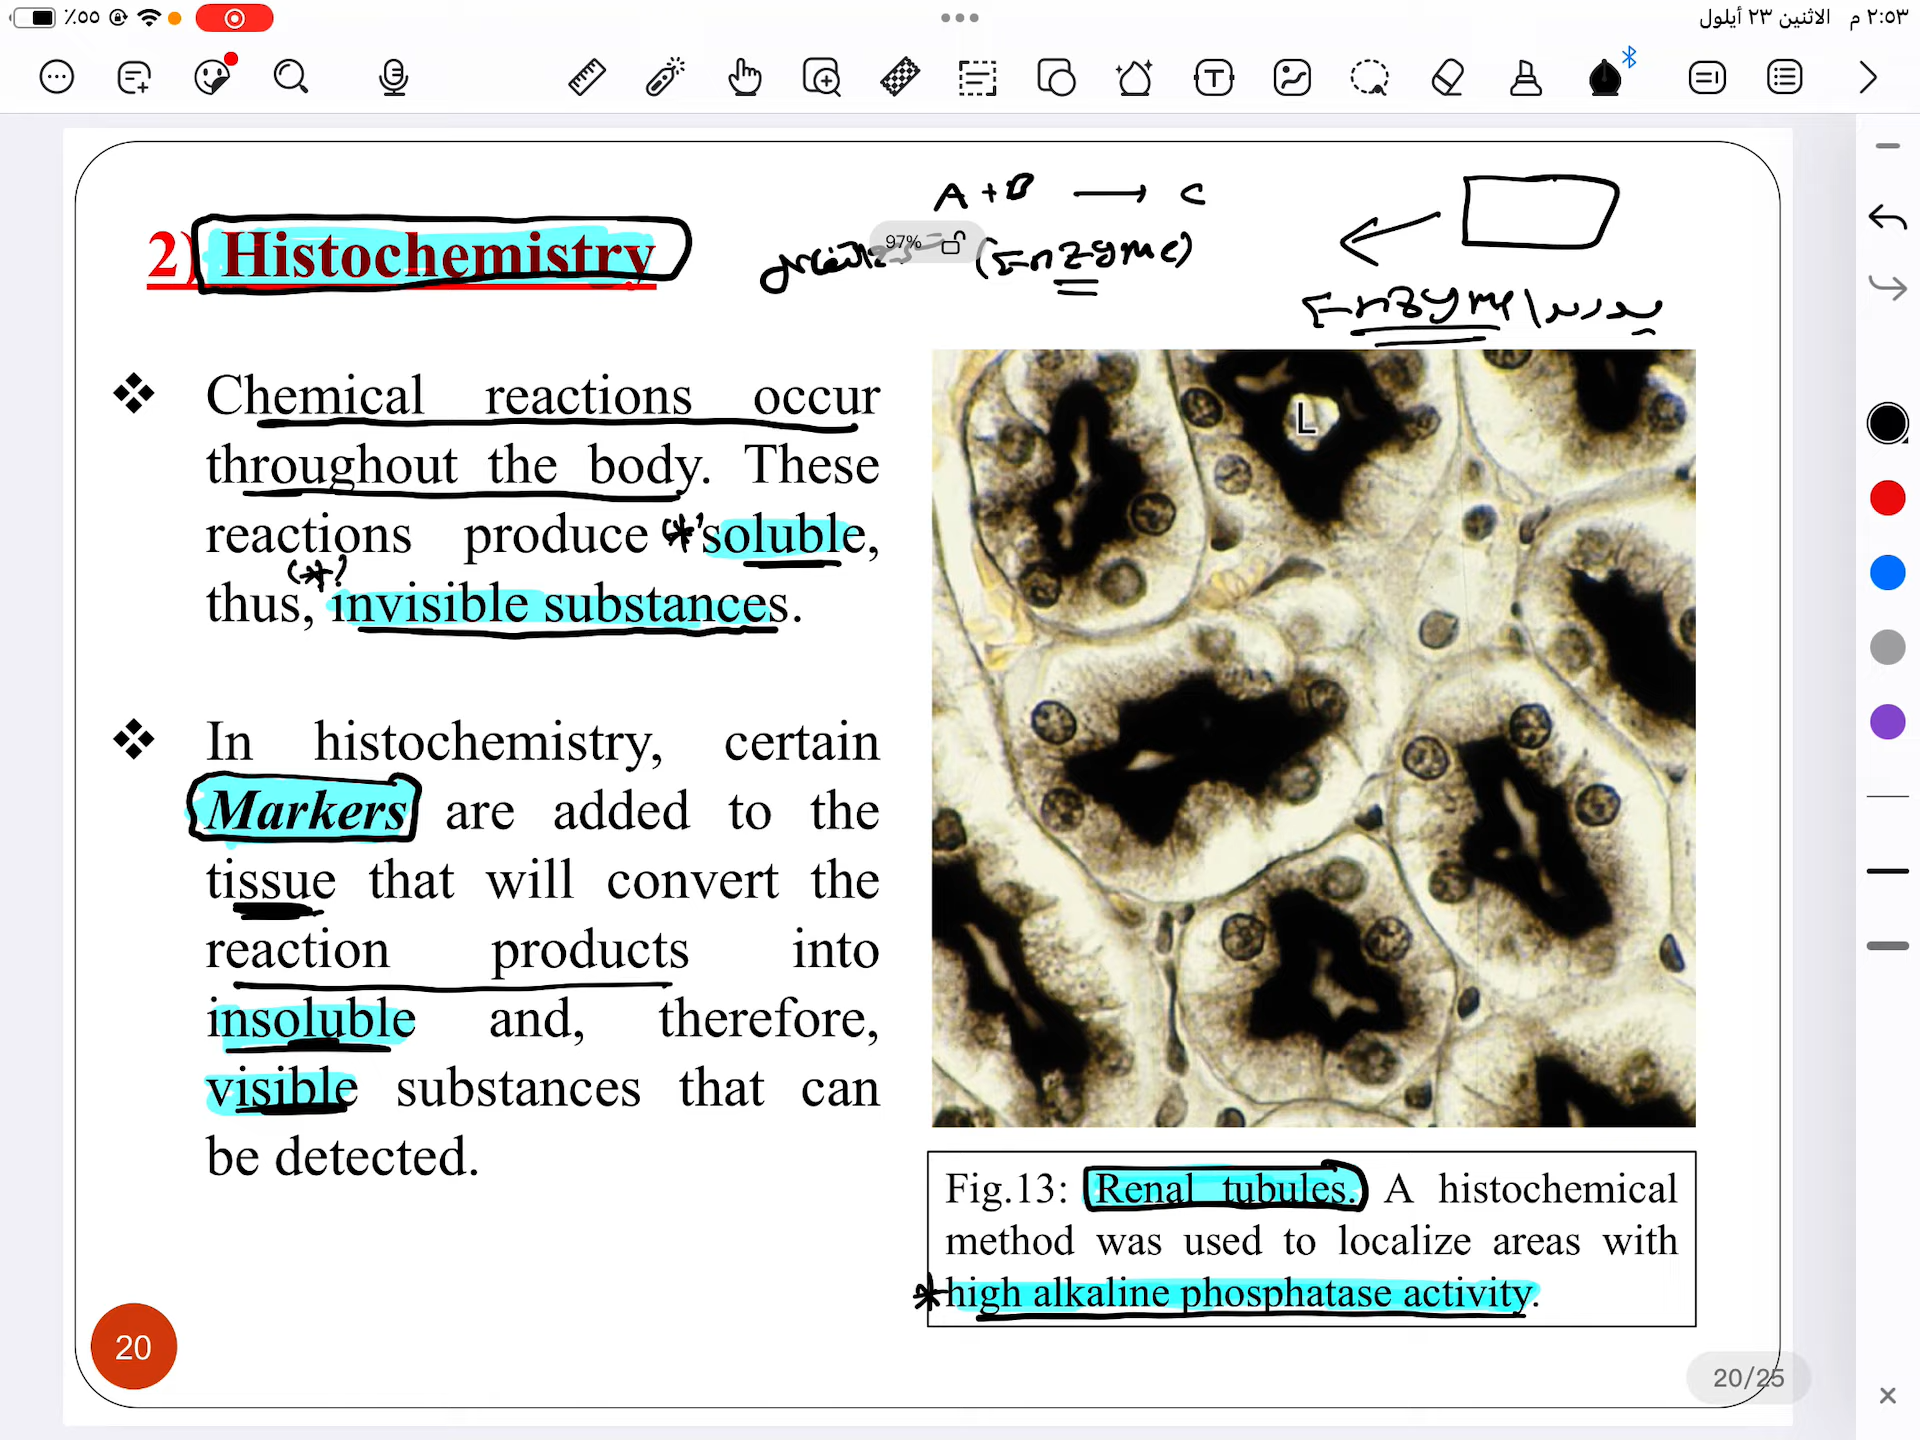 ٪٥٥
٢:٥٣ م الاثنين ٢٣ أيلول
A + B → C
2) Histochemistry
97%
(Enzyme)
Enzyme
❖ Chemical reactions occur
throughout the body. These
reactions produce (*) soluble,
thus, (*) invisible substances.
❖ In histochemistry, certain
Markers are added to the
tissue that will convert the
reaction products into
insoluble and, therefore,
visible substances that can
be detected.
L
Fig.13: Renal tubules. A histochemical
method was used to localize areas with
* high alkaline phosphatase activity.
20
20/25